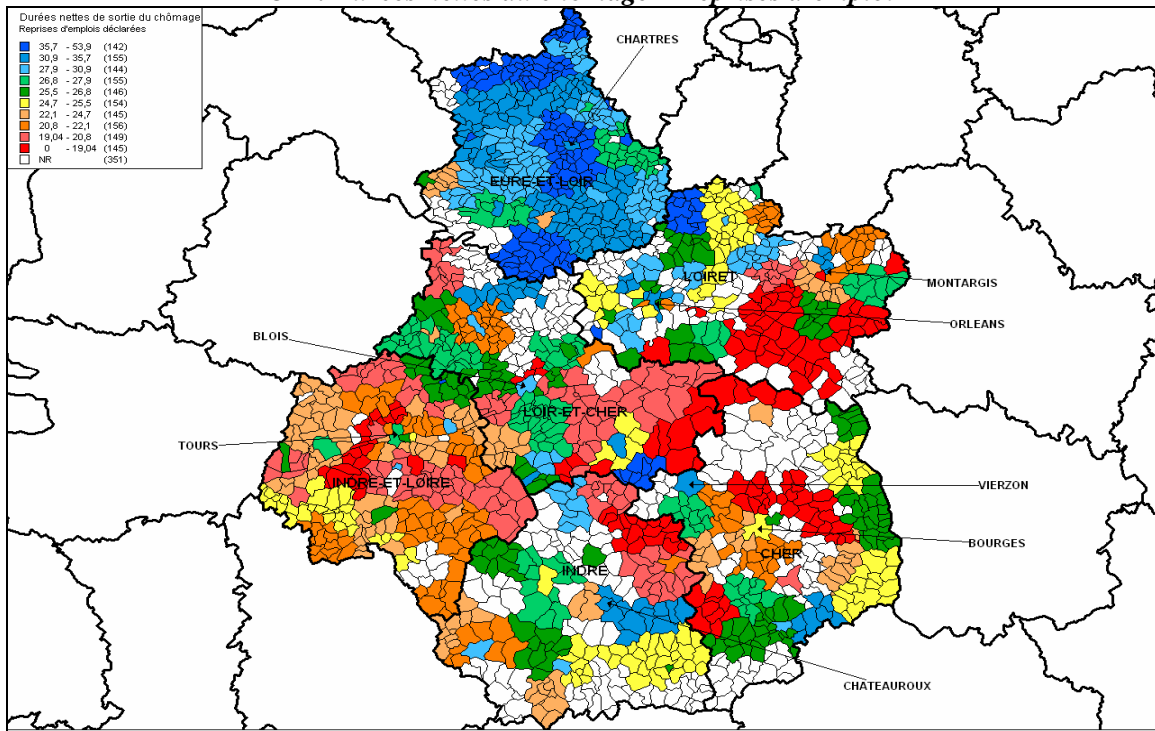 Durées nettes de sortie du chômage
Reprises d'emplois déclarées
35,7 - 53,9 (142)
30,9 - 35,7 (155)
27,9 - 30,9 (144)
26,8 - 27,9 (155)
25,5 - 26,8 (146)
24,7 - 25,5 (154)
22,1 - 24,7 (145)
20,8 - 22,1 (156)
19,04 - 20,8 (149)
0 - 19,04 (145)
NR (351)
CHARTRES
EURE-ET-LOIR
LOIRET
MONTARGIS
ORLEANS
BLOIS
LOIR-ET-CHER
TOURS
INDRE-ET-LOIRE
VIERZON
BOURGES
CHER
INDRE
CHATEAUROUX